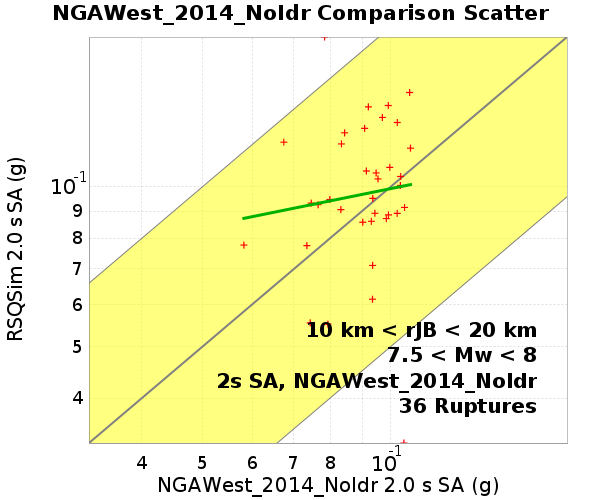 NGAWest_2014_NoIdr Comparison Scatter
RSQSim 2.0 s SA (g)
10⁻¹
9
8
7
6
5
4
10 km < rJB < 20 km
7.5 < Mw < 8
2s SA, NGAWest_2014_NoIdr
36 Ruptures
4 5 6 7 8 10⁻¹
NGAWest_2014_NoIdr 2.0 s SA (g)